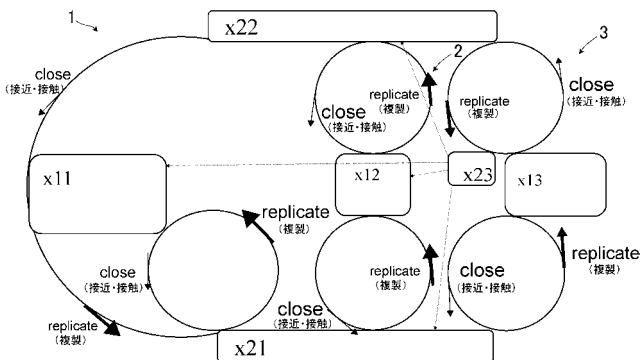 1
x22
2
3
close
(接近・接触)
replicate
(複製)
replicate
(複製)
close
(接近・接触)
close
(接近・接触)
x11
x12
x23
x13
replicate
(複製)
close
(接近・接触)
replicate
(複製)
close
(接近・接触)
replicate
(複製)
replicate
(複製)
close
(接近・接触)
x21